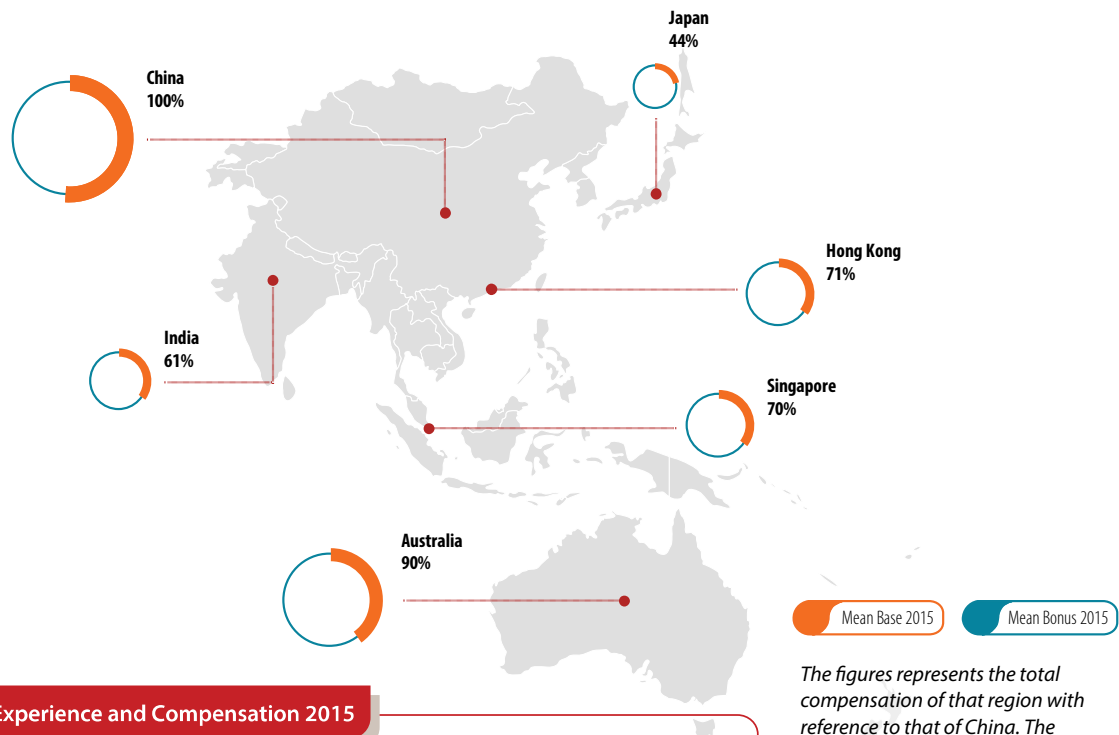 Japan
44%
China
100%
Hong Kong
71%
India
61%
Singapore
70%
Australia
90%
Mean Base 2015
Mean Bonus 2015
The figures represents the total
compensation of that region with
reference to that of China. The
Experience and Compensation 2015